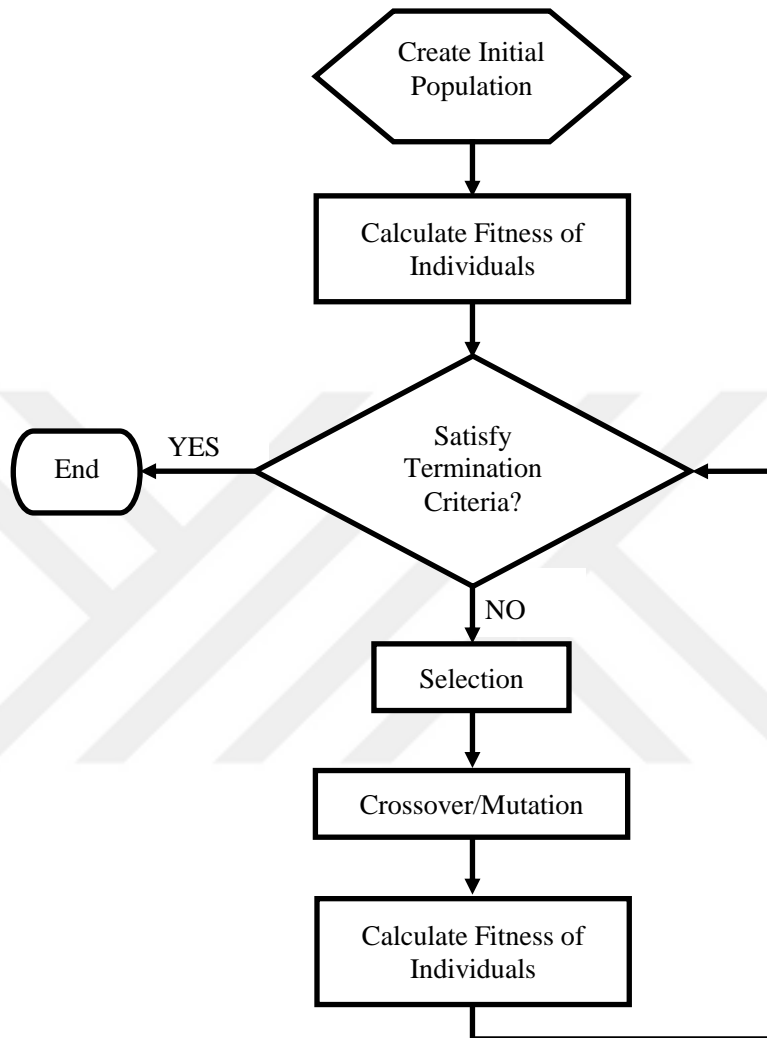 Create Initial
Population
Calculate Fitness of
Individuals
Satisfy
Termination
Criteria?
YES
End
NO
Selection
Crossover/Mutation
Calculate Fitness of
Individuals